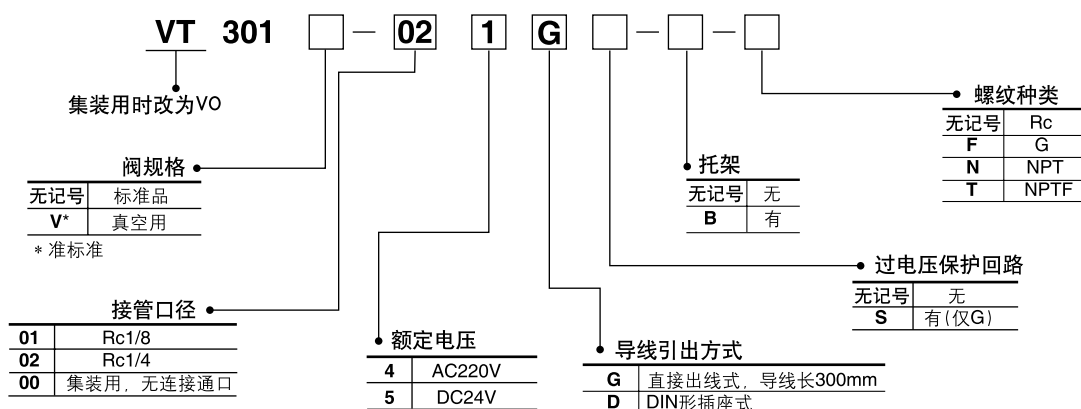 VT 301 □ - 02 1 G □ - □ - □
集装用时改为VO
阀规格
无记号 标准品
V* 真空用
* 准标准
接管口径
01 Rc1/8
02 Rc1/4
00 集装用，无连接通口
额定电压
4 AC220V
5 DC24V
导线引出方式
G 直接出线式，导线长300mm
D DIN形插座式
过电压保护回路
无记号 无
S 有(仅G)
托架
无记号 无
B 有
螺纹种类
无记号 Rc
F G
N NPT
T NPTF